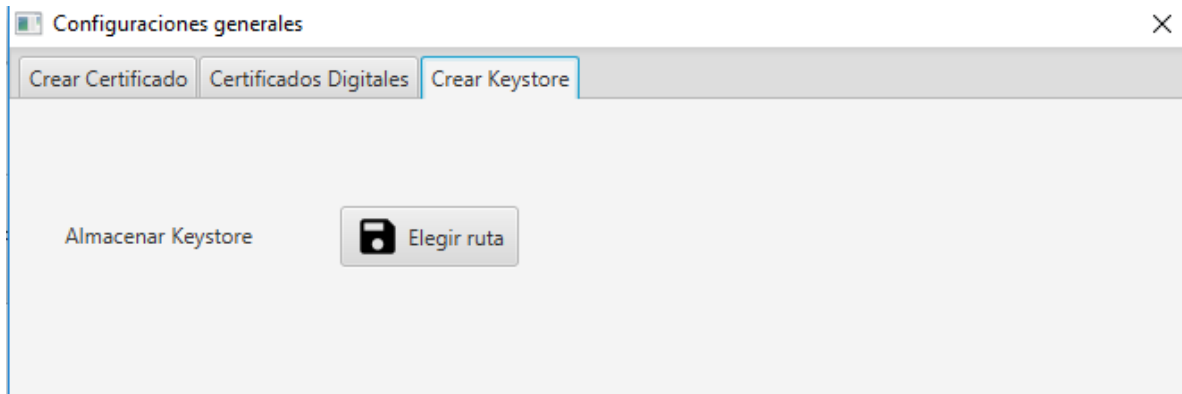 Configuraciones generales
Crear Certificado Certificados Digitales Crear Keystore
Almacenar Keystore Elegir ruta